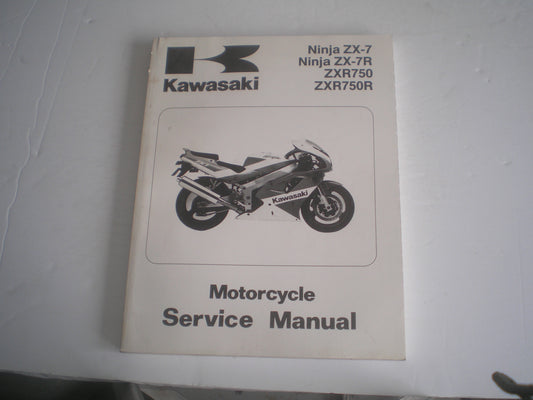 Kawasaki
Ninja ZX-7
Ninja ZX-7R
ZXR750
ZXR750R
Kawasaki
Motorcycle
Service Manual